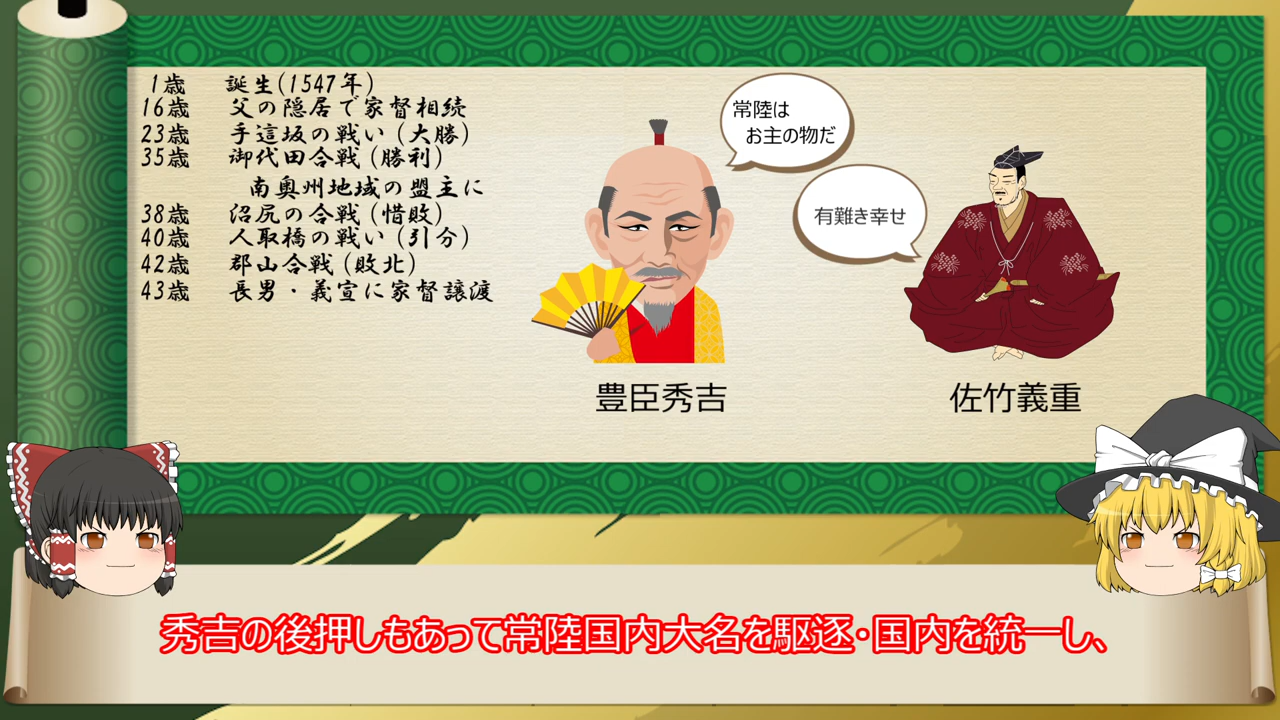 1歳 誕生(1547年)
16歳 父の隠居で家督相続
23歳 手這坂の戦い(大勝)
35歳 御代田合戦(勝利)
南奥州地域の盟主に
38歳 沼尻の合戦(惜敗)
40歳 人取橋の戦い(引分)
42歳 郡山合戦(敗北)
43歳 長男・義宣に家督譲渡
常陸は
お主の物だ
有難き幸せ
豊臣秀吉
佐竹義重
秀吉の後押しもあって常陸国内大名を駆逐・国内を統一し、